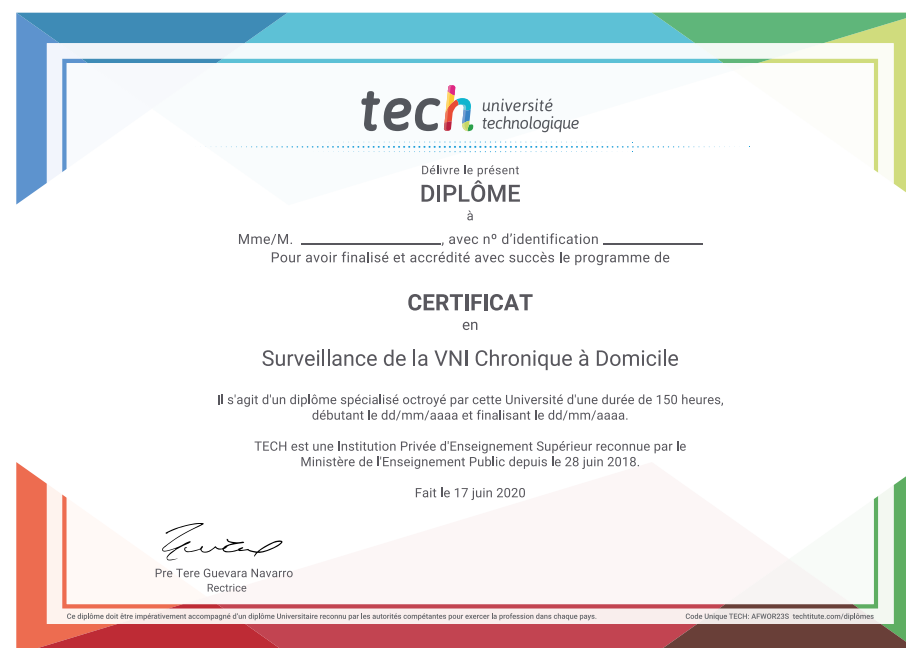 tech université
technologique
Délivre le présent
DIPLÔME
à
Mme/M. ____________________, avec nº d'identification ______________
Pour avoir finalisé et accrédité avec succès le programme de
CERTIFICAT
en
Surveillance de la VNI Chronique à Domicile
Il s'agit d'un diplôme spécialisé octroyé par cette Université d'une durée de 150 heures,
débutant le dd/mm/aaaa et finalisant le dd/mm/aaaa.
TECH est une Institution Privée d'Enseignement Supérieur reconnue par le
Ministère de l'Enseignement Public depuis le 28 juin 2018.
Fait le 17 juin 2020
Pre Tere Guevara Navarro
Rectrice
Ce diplôme doit être impérativement accompagné d'un diplôme Universitaire reconnu par les autorités compétantes pour exercer la profession dans chaque pays.
Code Unique TECH: AFWOR23S techtitute.com/diplômes